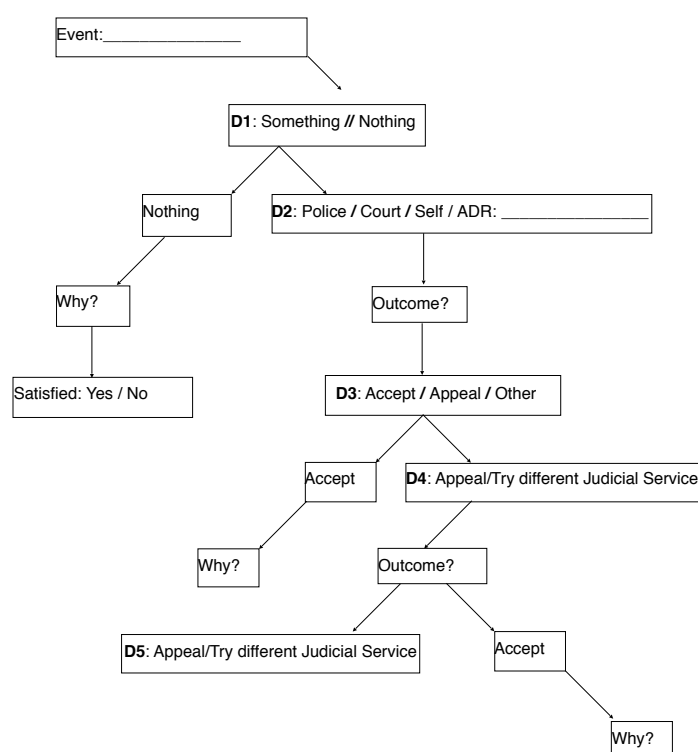 Event:_______________
D1: Something // Nothing
Nothing
D2: Police / Court / Self / ADR: ________________
Why?
Outcome?
Satisfied: Yes / No
D3: Accept / Appeal / Other
Accept
D4: Appeal/Try different Judicial Service
Why?
Outcome?
D5: Appeal/Try different Judicial Service
Accept
Why?